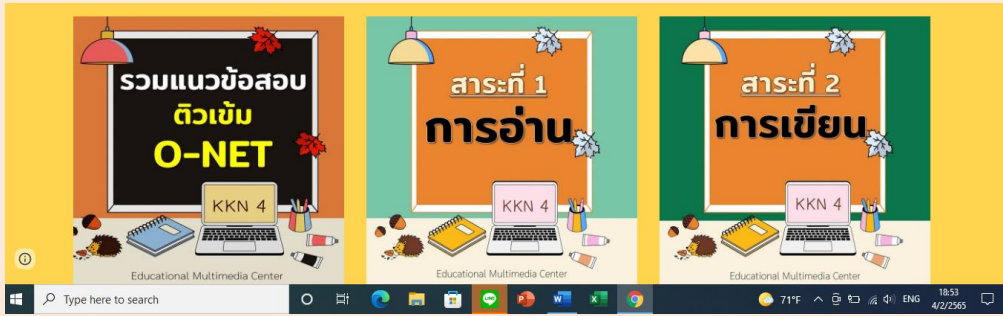 รวมแนวข้อสอบ
ติวเข้ม
O-NET
KKN 4
Educational Multimedia Center
สาระที่ 1
การอ่าน
KKN 4
Educational Multimedia Center
สาระที่ 2
การเขียน
KKN 4
Educational Multimedia Center
Type here to search
LINE
71°F
ENG
18:53
4/2/2565